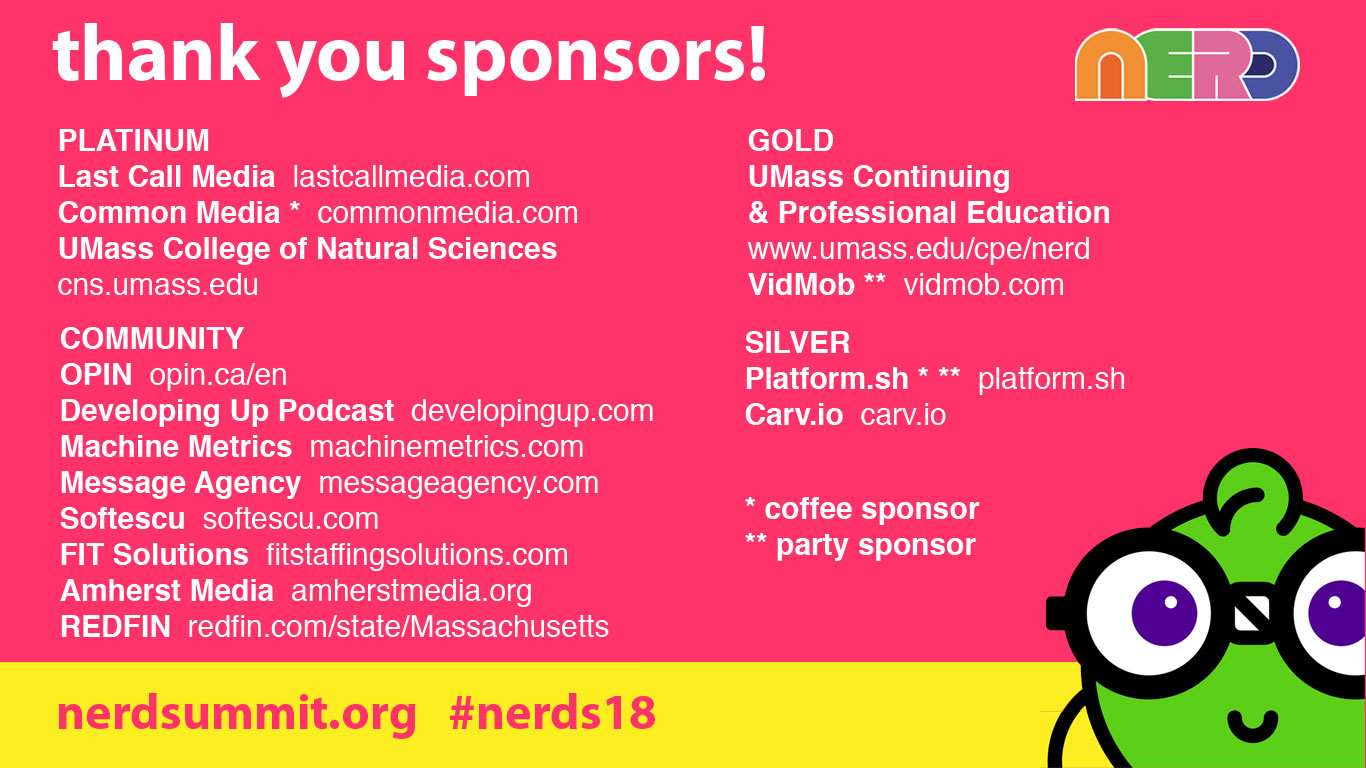 thank you sponsors!
NERD
PLATINUM
Last Call Media lastcallmedia.com
Common Media * commonmedia.com
UMass College of Natural Sciences
cns.umass.edu
GOLD
UMass Continuing
& Professional Education
www.umass.edu/cpe/nerd
VidMob ** vidmob.com
COMMUNITY
OPIN opin.ca/en
Developing Up Podcast developingup.com
Machine Metrics machinemetrics.com
Message Agency messageagency.com
Softescu softescu.com
FIT Solutions fitstaffingsolutions.com
Amherst Media amherstmedia.org
REDFIN redfin.com/state/Massachusetts
SILVER
Platform.sh * ** platform.sh
Carv.io carv.io
* coffee sponsor
** party sponsor
nerdsummit.org #nerds18